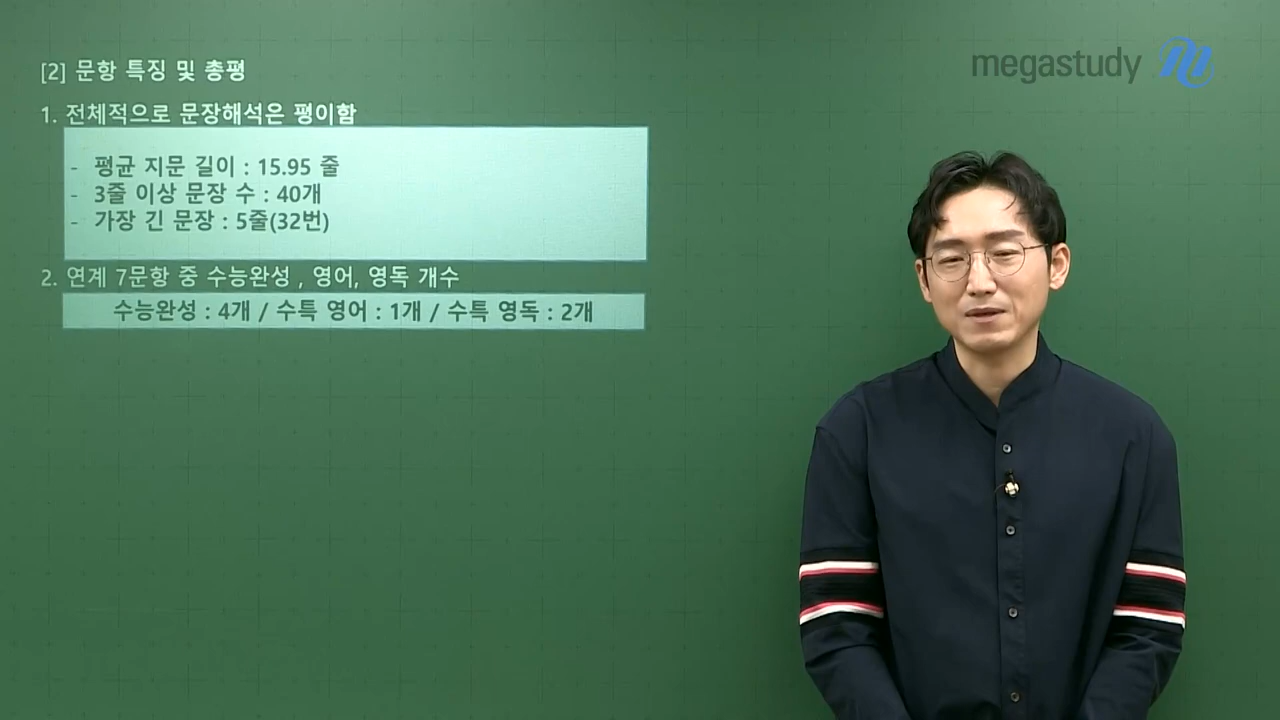 [2] 문항 특징 및 총평
megastudy
1. 전체적으로 문장해석은 평이함
- 평균 지문 길이 : 15.95 줄
- 3줄 이상 문장 수 : 40개
- 가장 긴 문장 : 5줄(32번)
2. 연계 7문항 중 수능완성 , 영어, 영독 개수
수능완성 : 4개 / 수특 영어 : 1개 / 수특 영독 : 2개